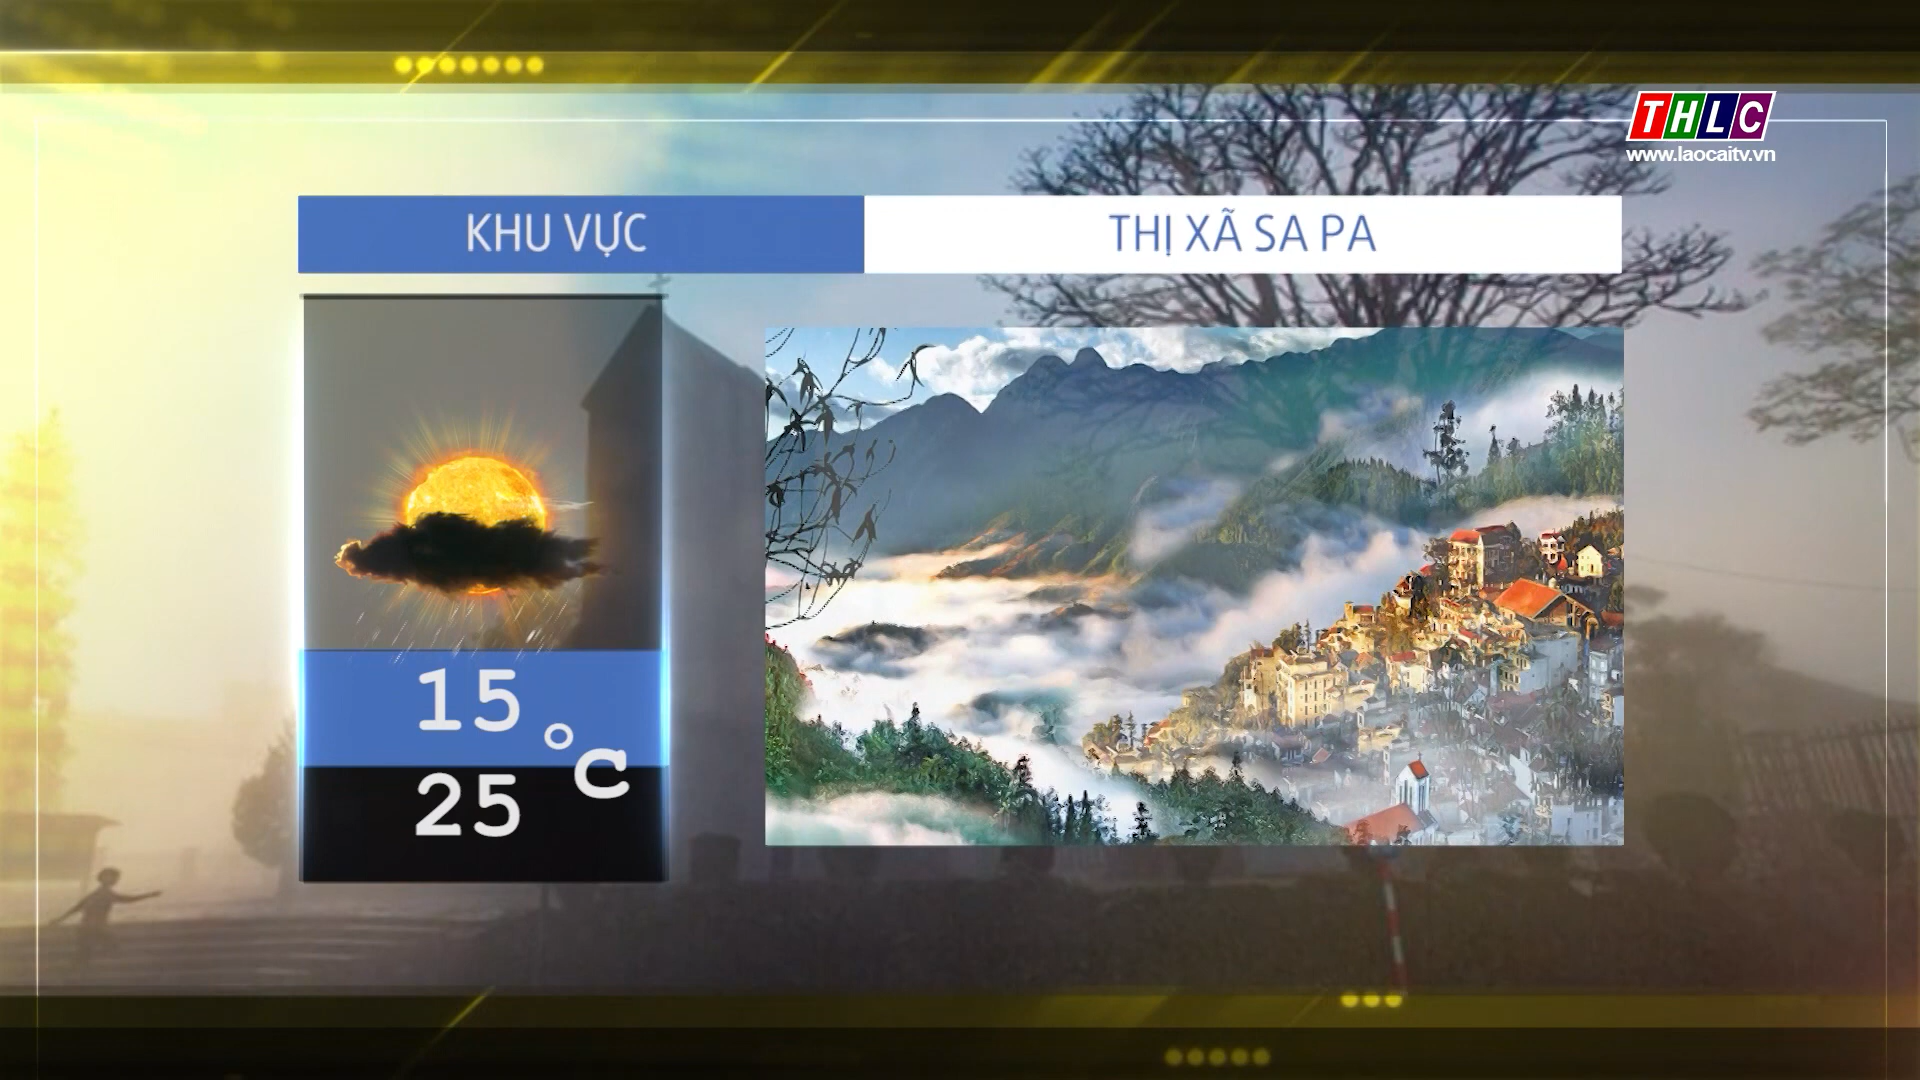 THLC
www.laocaitv.vn
KHU VỰC
THỊ XÃ SA PA
15
°C
25